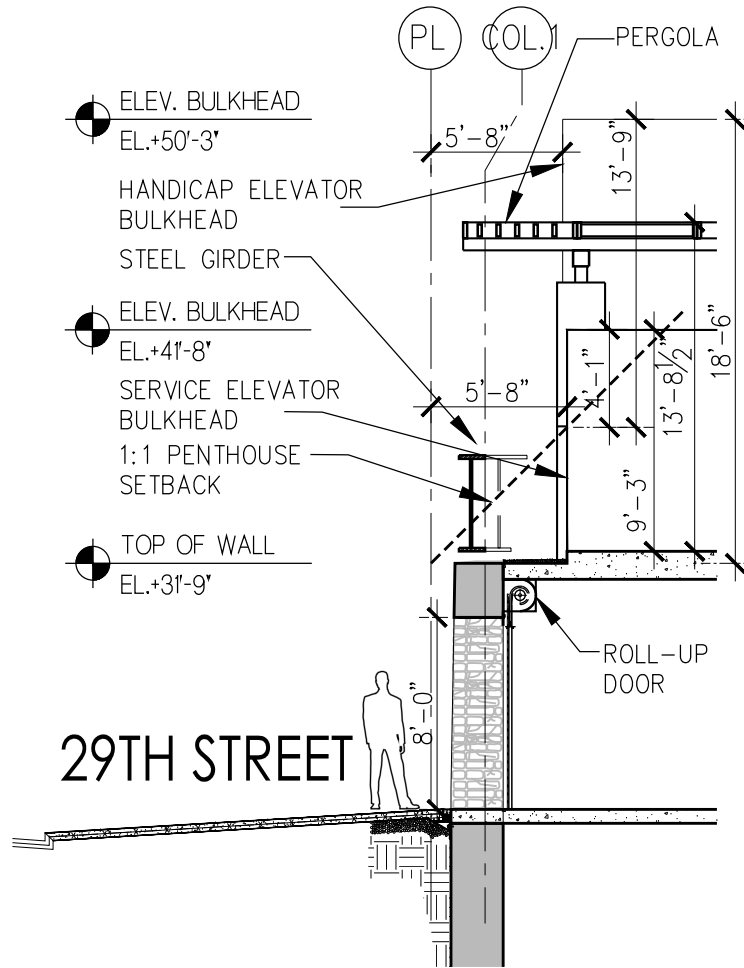 PL
COL.1
PERGOLA
ELEV. BULKHEAD
EL.+50'-3"
5'-8"
13'-9"
HANDICAP ELEVATOR
BULKHEAD
STEEL GIRDER
ELEV. BULKHEAD
EL.+41'-8"
18'-6"
13'-8½"
4'-1"
5'-8"
SERVICE ELEVATOR
BULKHEAD
1:1 PENTHOUSE
SETBACK
9'-3"
TOP OF WALL
EL.+31'-9"
ROLL-UP
DOOR
8'-0"
29TH STREET